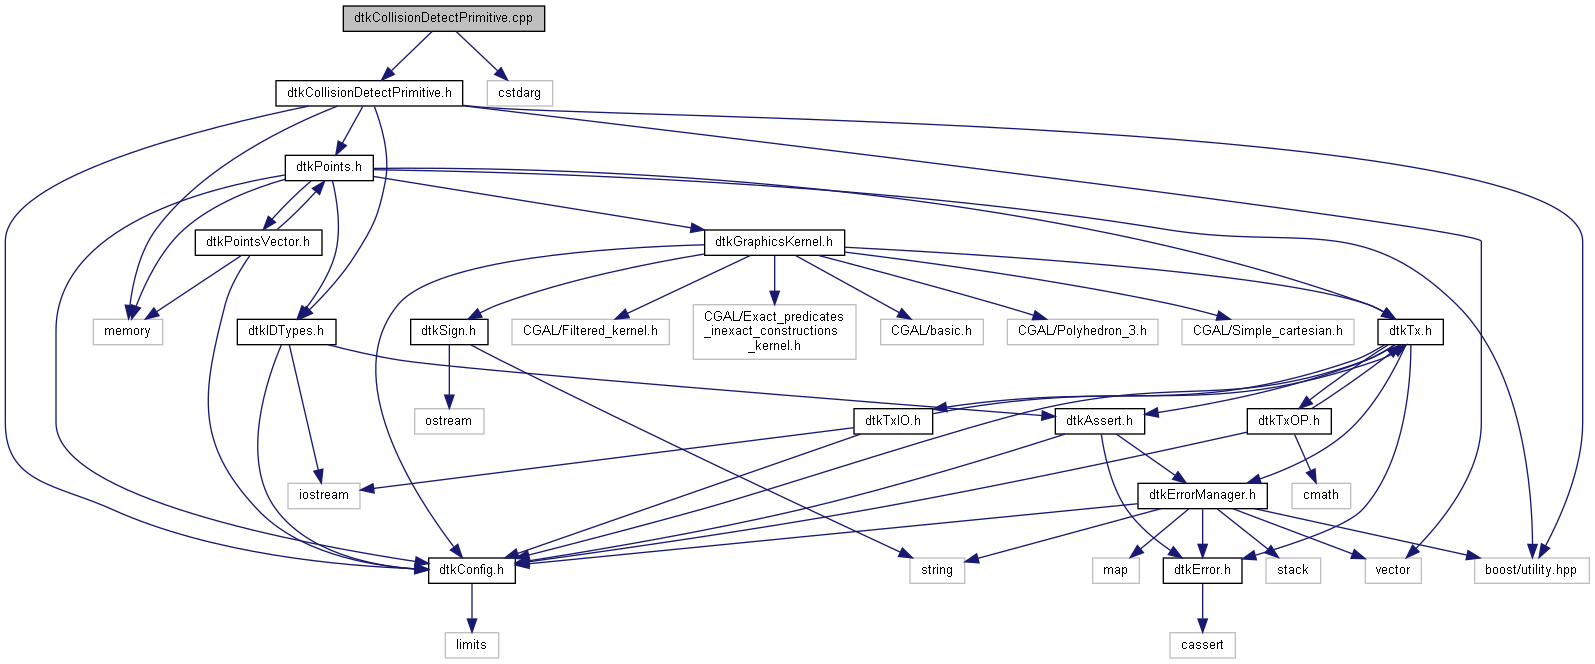 dtkCollisionDetectPrimitive.cpp
dtkCollisionDetectPrimitive.h
cstdarg
dtkPoints.h
dtkPointsVector.h
dtkGraphicsKernel.h
memory
dtkIDTypes.h
dtkSign.h
CGAL/Filtered_kernel.h
CGAL/Exact_predicates
_inexact_constructions
_kernel.h
CGAL/basic.h
CGAL/Polyhedron_3.h
CGAL/Simple_cartesian.h
dtkTx.h
ostream
dtkTxIO.h
dtkAssert.h
dtkTxOP.h
iostream
dtkErrorManager.h
cmath
dtkConfig.h
string
map
dtkError.h
stack
vector
boost/utility.hpp
limits
cassert